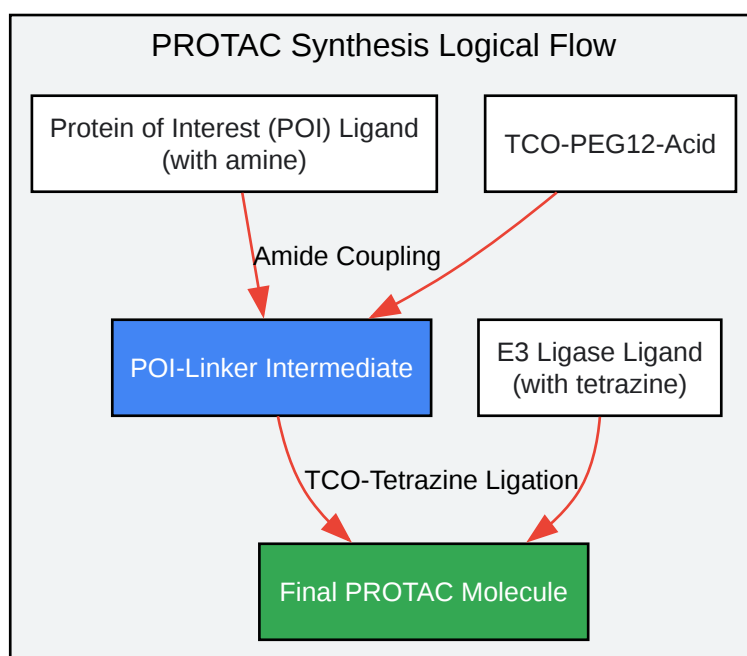 PROTAC Synthesis Logical Flow
Protein of Interest (POI) Ligand
(with amine)
TCO-PEG12-Acid
Amide Coupling
POI-Linker Intermediate
E3 Ligase Ligand
(with tetrazine)
TCO-Tetrazine Ligation
Final PROTAC Molecule